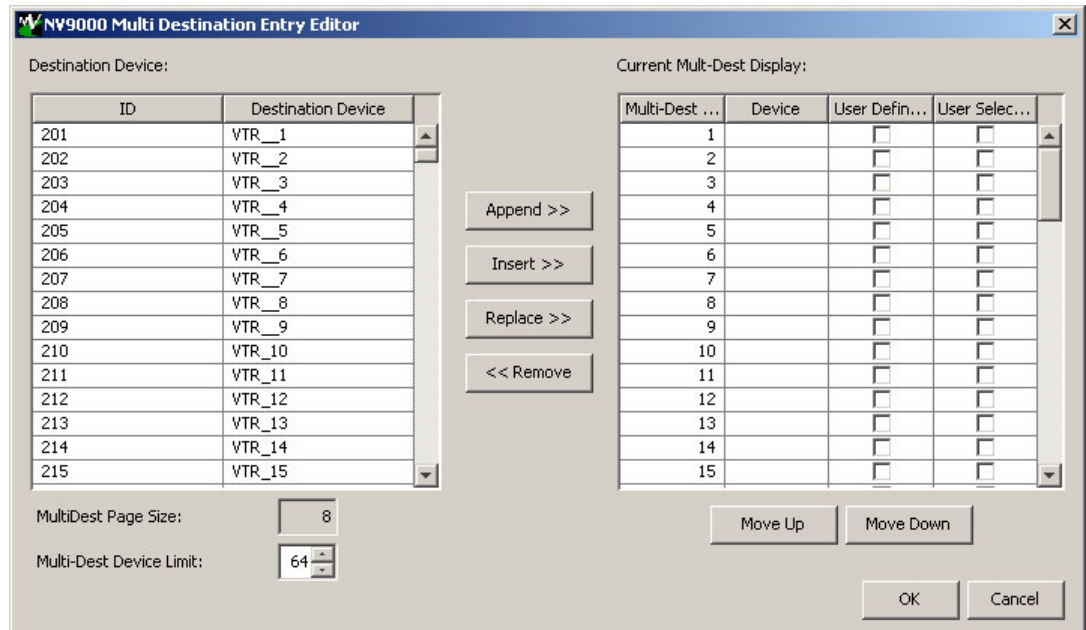 NV9000 Multi Destination Entry Editor
Destination Device:
Current Mult-Dest Display:
ID Destination Device
Multi-Dest ... Device User Defin... User Selec...
201 VTR__1 1
202 VTR__2 2
203 VTR__3 3
204 VTR__4 4
205 VTR__5 5
206 VTR__6 6
207 VTR__7 7
208 VTR__8 8
209 VTR__9 9
210 VTR_10 10
211 VTR_11 11
212 VTR_12 12
213 VTR_13 13
214 VTR_14 14
215 VTR_15 15
Append >>
Insert >>
Replace >>
<< Remove
MultiDest Page Size: 8
Multi-Dest Device Limit: 64
Move Up Move Down
OK Cancel